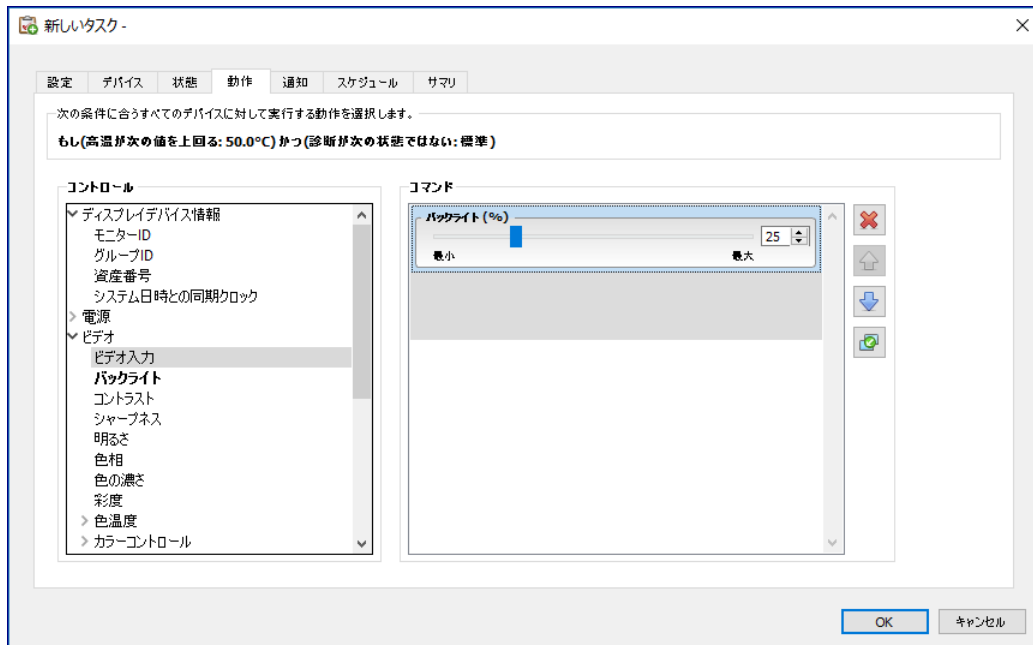 新しいタスク -
設定 デバイス 状態 動作 通知 スケジュール サマリ
次の条件に合うすべてのデバイスに対して実行する動作を選択します。
もし(高温が次の値を上回る: 50.0°C) かつ (診断が次の状態ではない: 標準)
コントロール
ディスプレイデバイス情報
モニターID
グループID
資産番号
システム日時との同期クロック
電源
ビデオ
ビデオ入力
バックライト
コントラスト
シャープネス
明るさ
色相
色の濃さ
彩度
色温度
カラーコントロール
コマンド
バックライト (%)
25
最小 最大
OK キャンセル